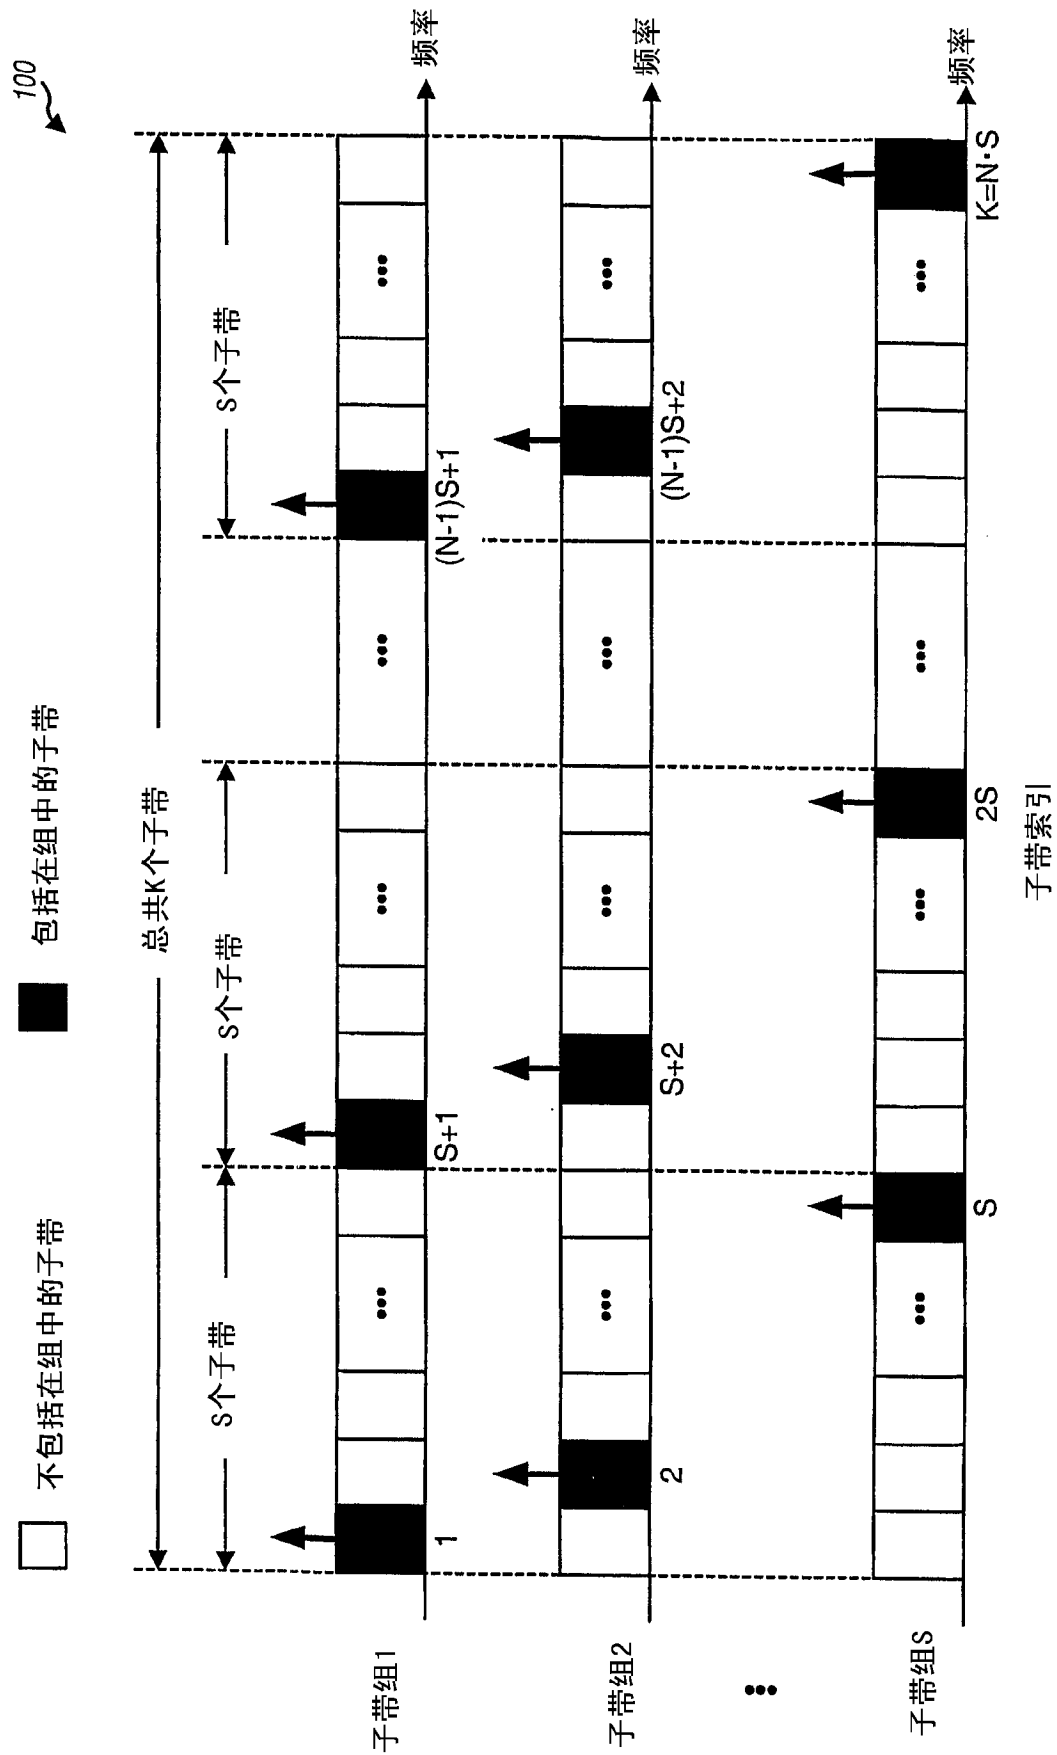 100
不包括在组中的子带
包括在组中的子带
总共K个子带
S个子带
S个子带
S个子带
子带组1
1
S+1
(N-1)S+1
频率
子带组2
2
S+2
(N-1)S+2
频率
•••
子带组S
S
2S
K=N·S
频率
子带索引